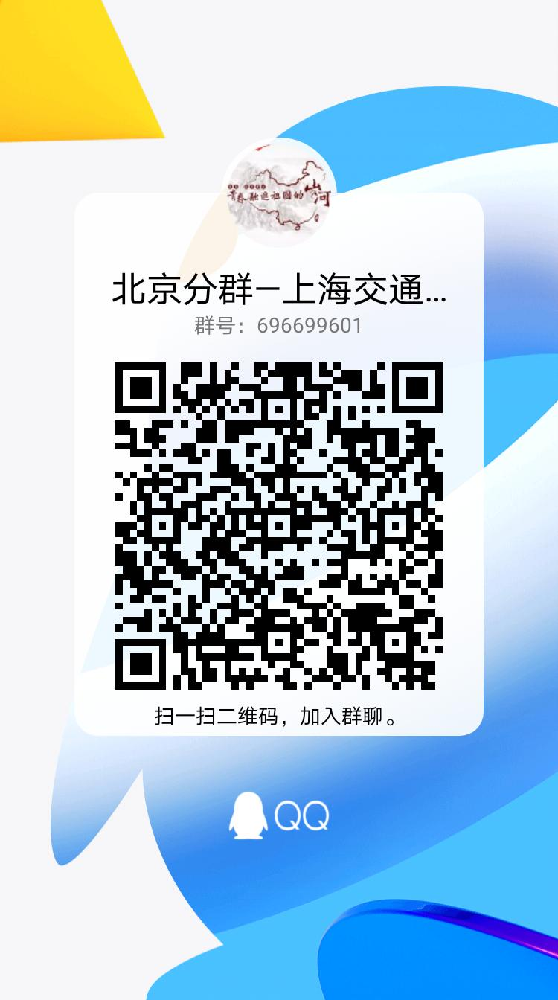 青春融进祖国的山河
北京分群－上海交通...
群号：696699601
扫一扫二维码，加入群聊。
QQ